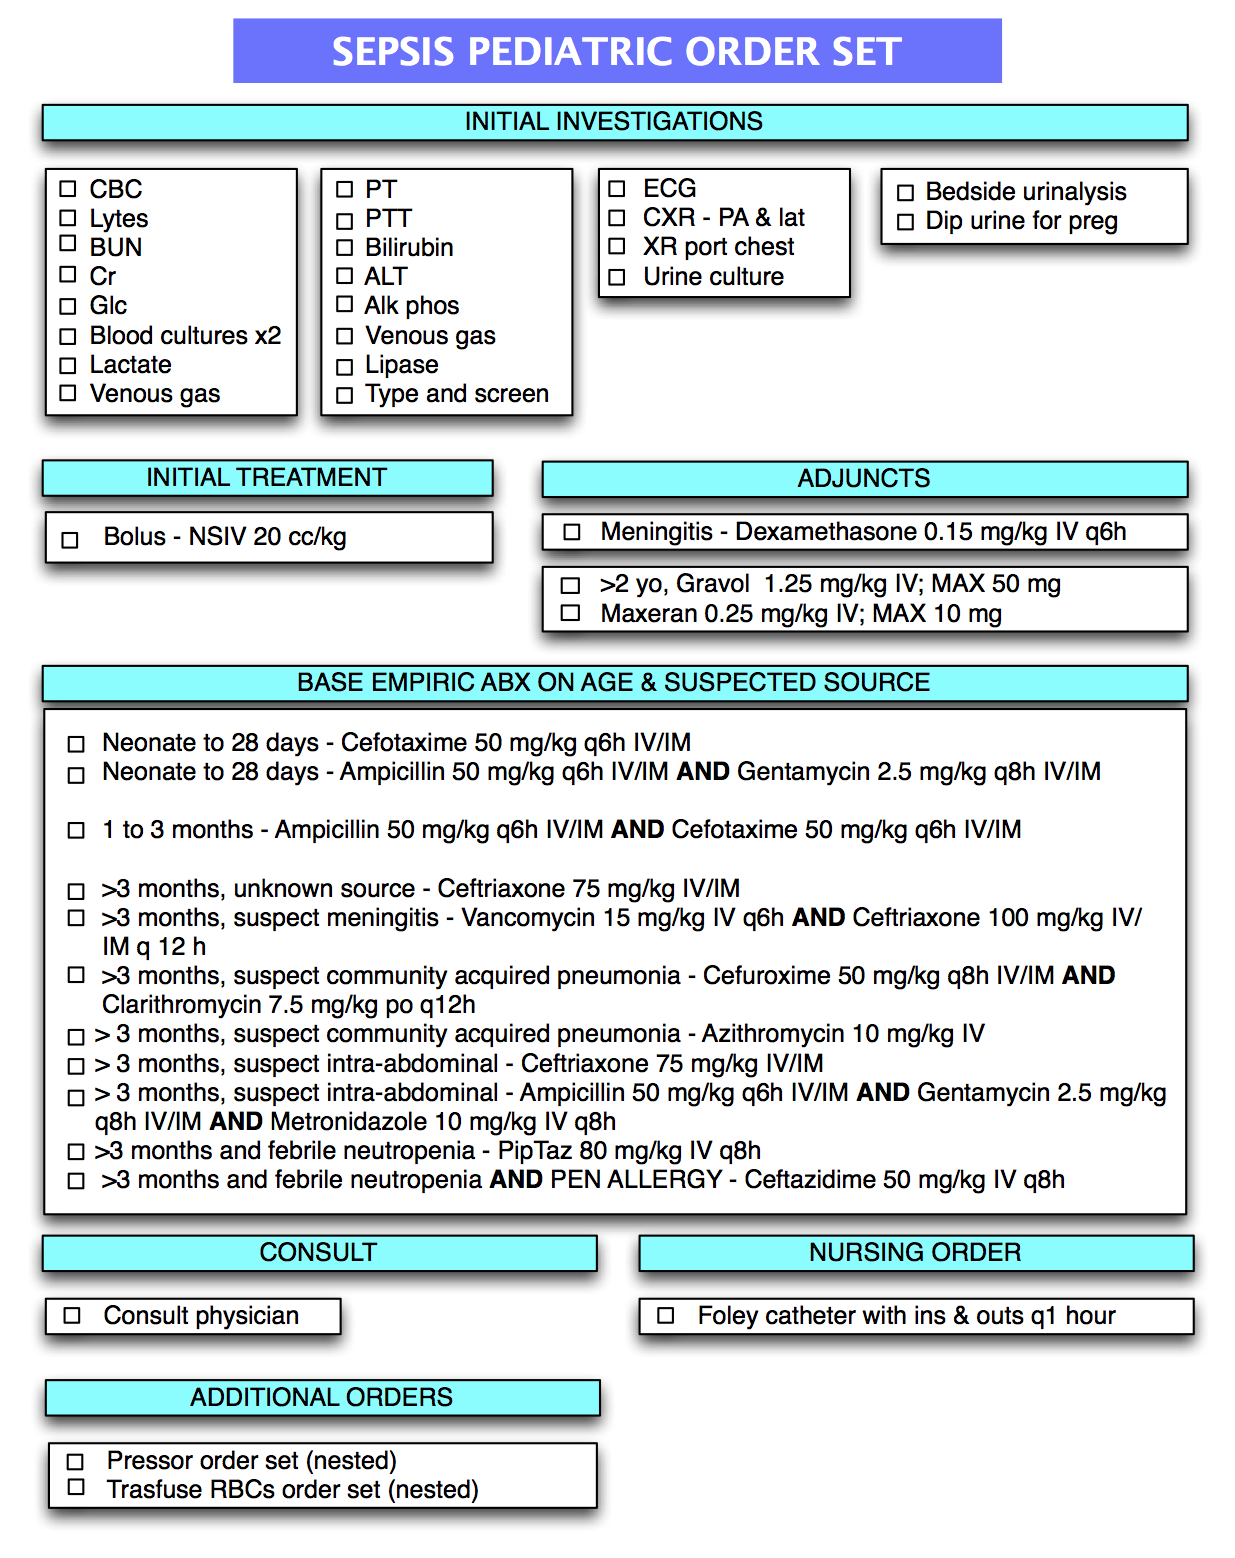 SEPSIS PEDIATRIC ORDER SET
INITIAL INVESTIGATIONS
CBC
Lytes
BUN
Cr
Glc
Blood cultures x2
Lactate
Venous gas
PT
PTT
Bilirubin
ALT
Alk phos
Venous gas
Lipase
Type and screen
ECG
CXR - PA & lat
XR port chest
Urine culture
Bedside urinalysis
Dip urine for preg
INITIAL TREATMENT
Bolus - NSIV 20 cc/kg
ADJUNCTS
Meningitis - Dexamethasone 0.15 mg/kg IV q6h
>2 yo, Gravol 1.25 mg/kg IV; MAX 50 mg
Maxeran 0.25 mg/kg IV; MAX 10 mg
BASE EMPIRIC ABX ON AGE & SUSPECTED SOURCE
Neonate to 28 days - Cefotaxime 50 mg/kg q6h IV/IM
Neonate to 28 days - Ampicillin 50 mg/kg q6h IV/IM AND Gentamycin 2.5 mg/kg q8h IV/IM
1 to 3 months - Ampicillin 50 mg/kg q6h IV/IM AND Cefotaxime 50 mg/kg q6h IV/IM
>3 months, unknown source - Ceftriaxone 75 mg/kg IV/IM
>3 months, suspect meningitis - Vancomycin 15 mg/kg IV q6h AND Ceftriaxone 100 mg/kg IV/
IM q 12 h
>3 months, suspect community acquired pneumonia - Cefuroxime 50 mg/kg q8h IV/IM AND
Clarithromycin 7.5 mg/kg po q12h
> 3 months, suspect community acquired pneumonia - Azithromycin 10 mg/kg IV
> 3 months, suspect intra-abdominal - Ceftriaxone 75 mg/kg IV/IM
> 3 months, suspect intra-abdominal - Ampicillin 50 mg/kg q6h IV/IM AND Gentamycin 2.5 mg/kg
q8h IV/IM AND Metronidazole 10 mg/kg IV q8h
>3 months and febrile neutropenia - PipTaz 80 mg/kg IV q8h
>3 months and febrile neutropenia AND PEN ALLERGY - Ceftazidime 50 mg/kg IV q8h
CONSULT
Consult physician
NURSING ORDER
Foley catheter with ins & outs q1 hour
ADDITIONAL ORDERS
Pressor order set (nested)
Trasfuse RBCs order set (nested)